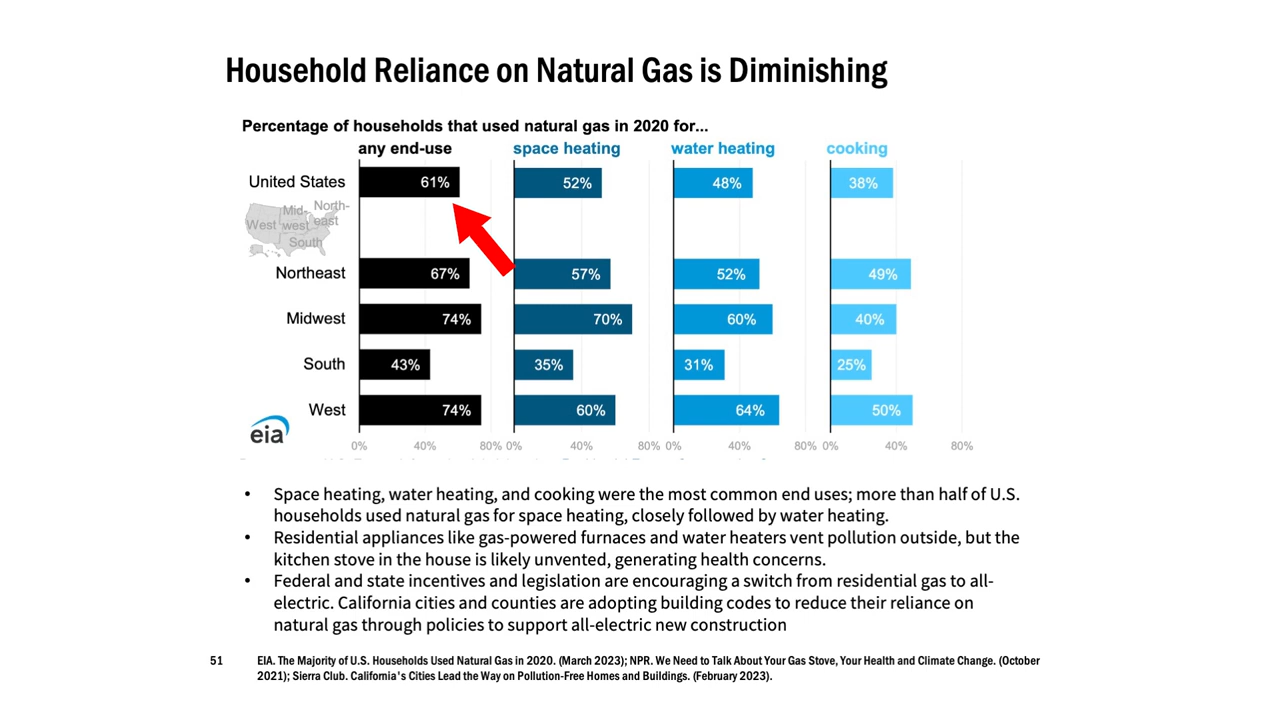 Household Reliance on Natural Gas is Diminishing
Percentage of households that used natural gas in 2020 for...
any end-use space heating water heating cooking
United States 61% 52% 48% 38%
West Mid-west North-east South
Northeast 67% 57% 52% 49%
Midwest 74% 70% 60% 40%
South 43% 35% 31% 25%
West 74% 60% 64% 50%
eia
0% 40% 80% 0% 40% 80% 0% 40% 80% 0% 40% 80%
• Space heating, water heating, and cooking were the most common end uses; more than half of U.S.
households used natural gas for space heating, closely followed by water heating.
• Residential appliances like gas-powered furnaces and water heaters vent pollution outside, but the
kitchen stove in the house is likely unvented, generating health concerns.
• Federal and state incentives and legislation are encouraging a switch from residential gas to all-
electric. California cities and counties are adopting building codes to reduce their reliance on
natural gas through policies to support all-electric new construction
51 EIA. The Majority of U.S. Households Used Natural Gas in 2020. (March 2023); NPR. We Need to Talk About Your Gas Stove, Your Health and Climate Change. (October
2021); Sierra Club. California's Cities Lead the Way on Pollution-Free Homes and Buildings. (February 2023).